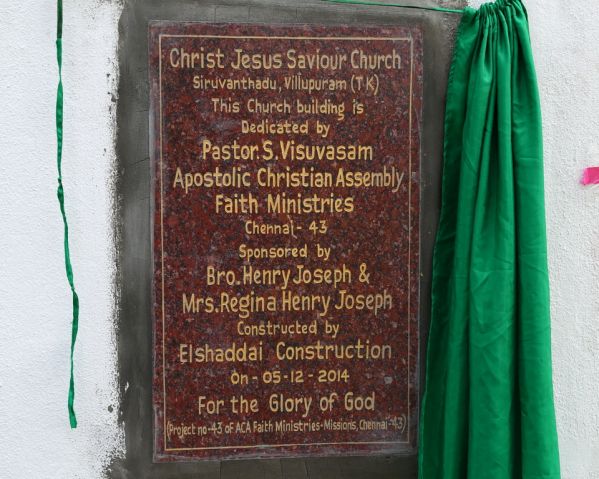 Christ Jesus Saviour Church
Siruvanthadu, Villupuram (TK)
This Church building is
Dedicated by
Pastor.S.Visuvasam
Apostolic Christian Assembly
Faith Ministries
Chennai - 43
Sponsored by
Bro.Henry Joseph &
Mrs.Regina Henry Joseph
Constructed by
Elshaddai Construction
On - 05-12 - 2014
For the Glory of God
(Project no-43 of ACA Faith Ministries-Missions, Chennai-43)